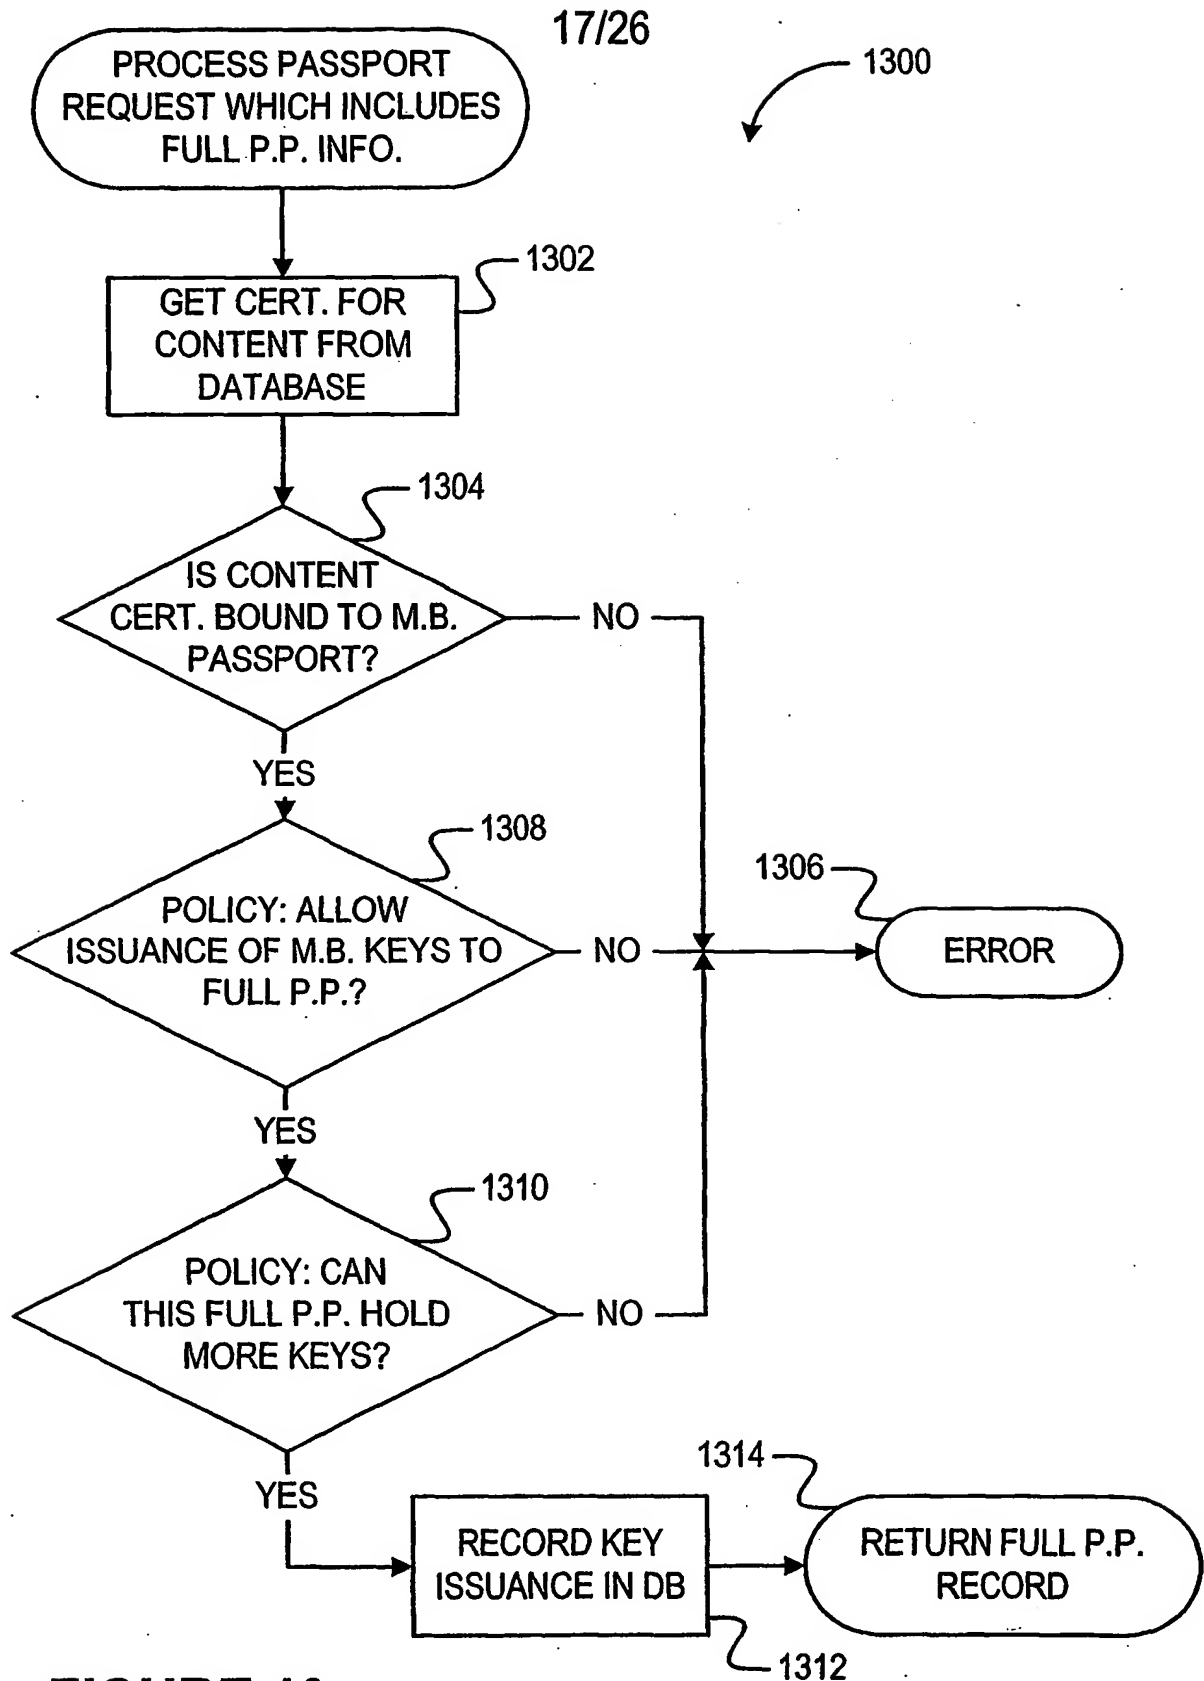 17/26
1300
PROCESS PASSPORT
REQUEST WHICH INCLUDES
FULL P.P. INFO.
1302
GET CERT. FOR
CONTENT FROM
DATABASE
1304
IS CONTENT
CERT. BOUND TO M.B.
PASSPORT?
NO
YES
1308
POLICY: ALLOW
ISSUANCE OF M.B. KEYS TO
FULL P.P.?
NO
1306
ERROR
YES
1310
POLICY: CAN
THIS FULL P.P. HOLD
MORE KEYS?
NO
YES
RECORD KEY
ISSUANCE IN DB
1312
1314
RETURN FULL P.P.
RECORD